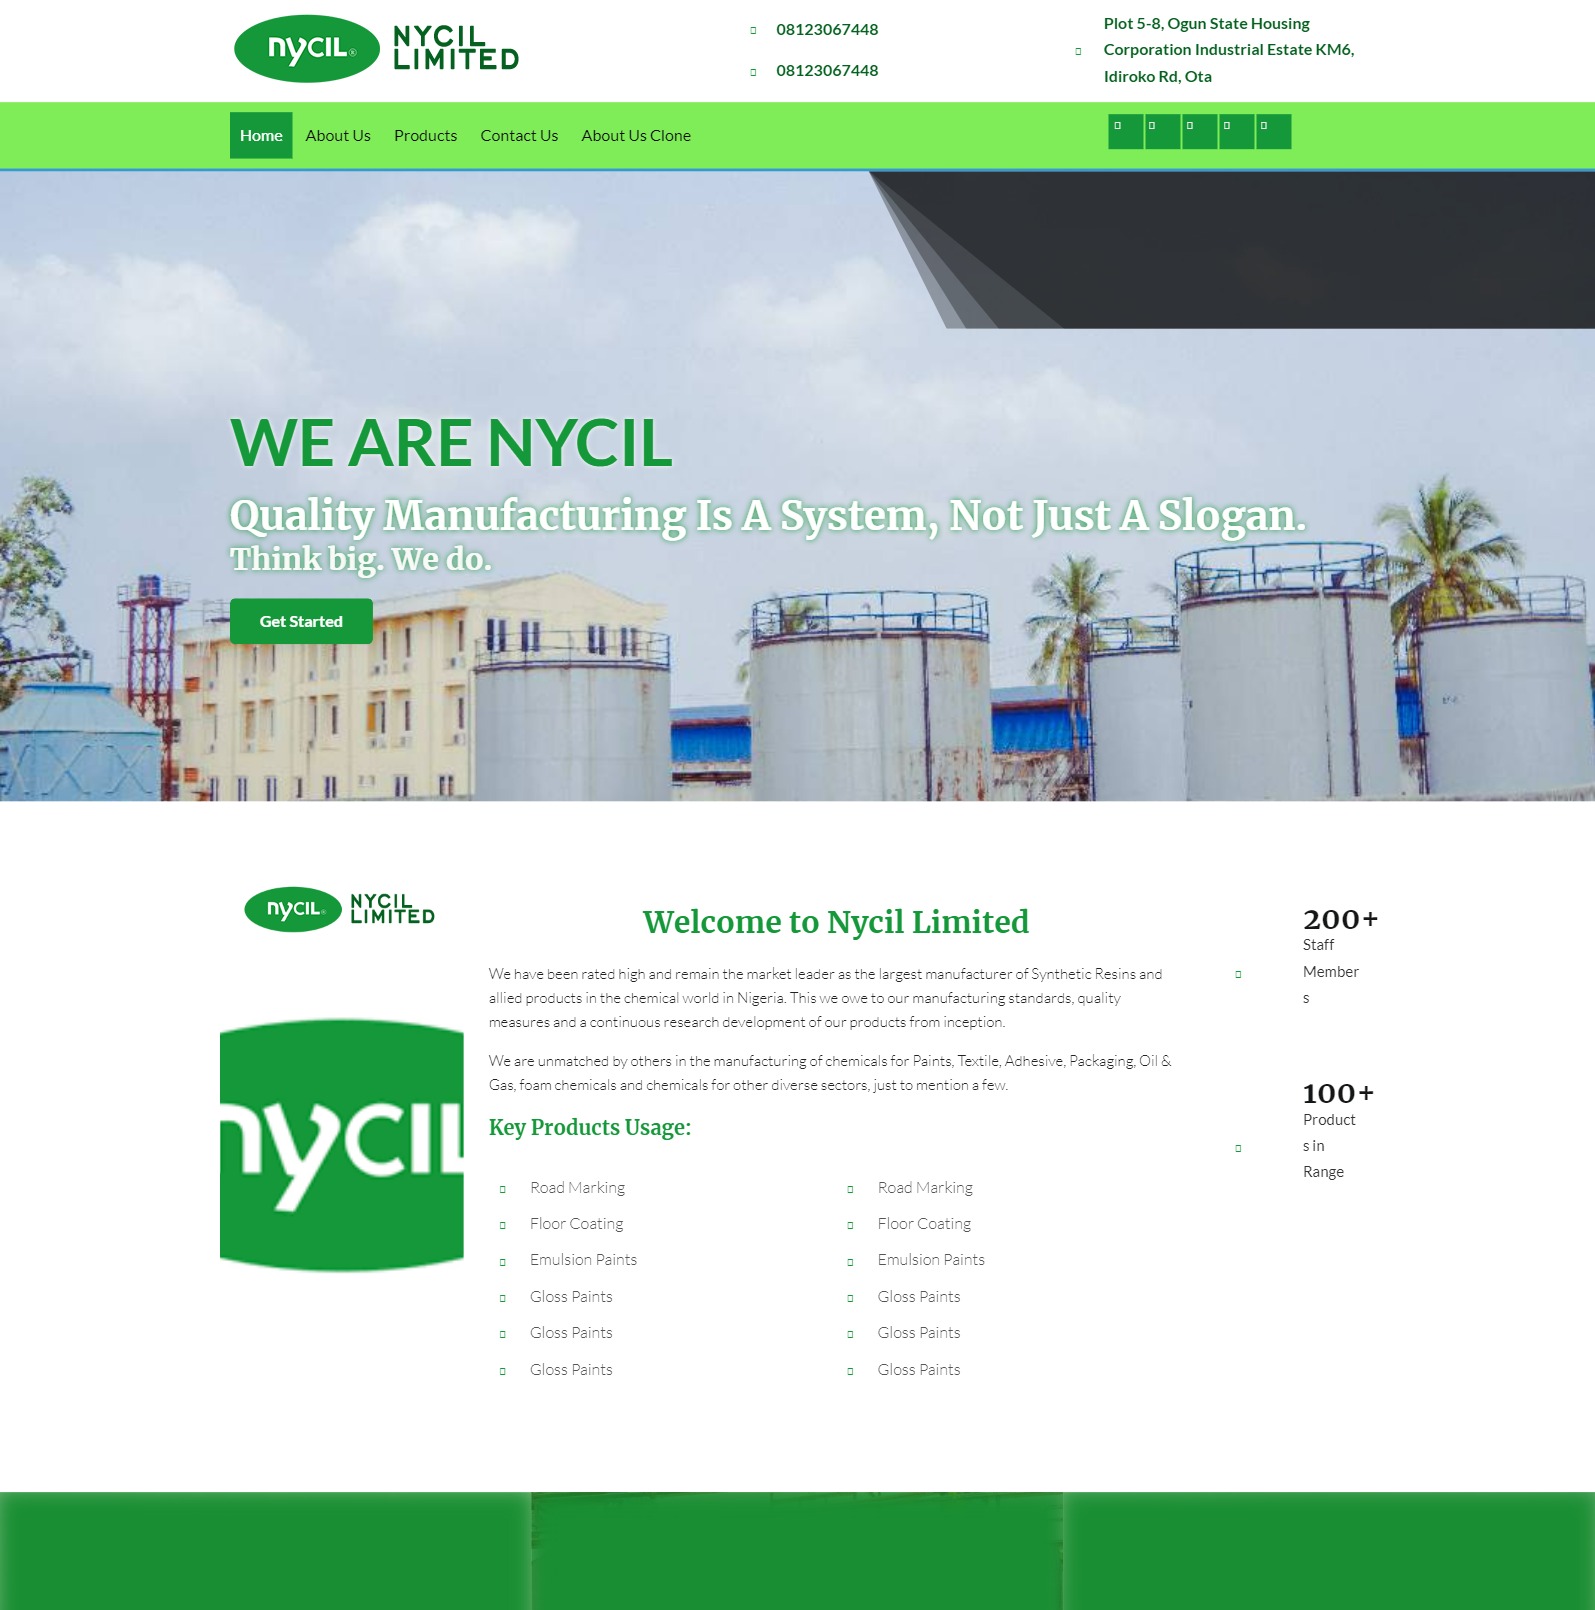 nycIL®
NYCIL
LIMITED
08123067448
08123067448
Plot 5-8, Ogun State Housing
Corporation Industrial Estate KM6,
Idiroko Rd, Ota
Home
About Us
Products
Contact Us
About Us Clone
WE ARE NYCIL
Quality Manufacturing Is A System, Not Just A Slogan.
Think big. We do.
Get Started
nycIL
NYCIL
LIMITED
nycIL
Welcome to Nycil Limited
We have been rated high and remain the market leader as the largest manufacturer of Synthetic Resins and
allied products in the chemical world in Nigeria. This we owe to our manufacturing standards, quality
measures and a continuous research development of our products from inception.
We are unmatched by others in the manufacturing of chemicals for Paints, Textile, Adhesive, Packaging, Oil &
Gas, foam chemicals and chemicals for other diverse sectors, just to mention a few.
Key Products Usage:
Road Marking
Floor Coating
Emulsion Paints
Gloss Paints
Gloss Paints
Gloss Paints
Road Marking
Floor Coating
Emulsion Paints
Gloss Paints
Gloss Paints
Gloss Paints
200+
Staff
Member
s
100+
Product
s in
Range